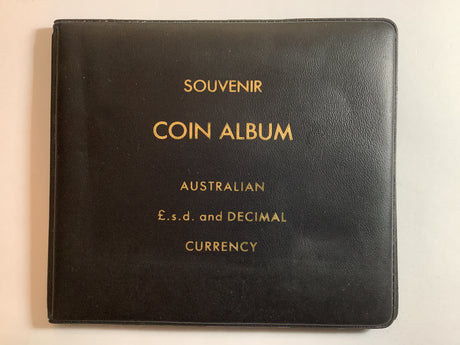 SOUVENIR
COIN ALBUM
AUSTRALIAN
£.s.d. and DECIMAL
CURRENCY